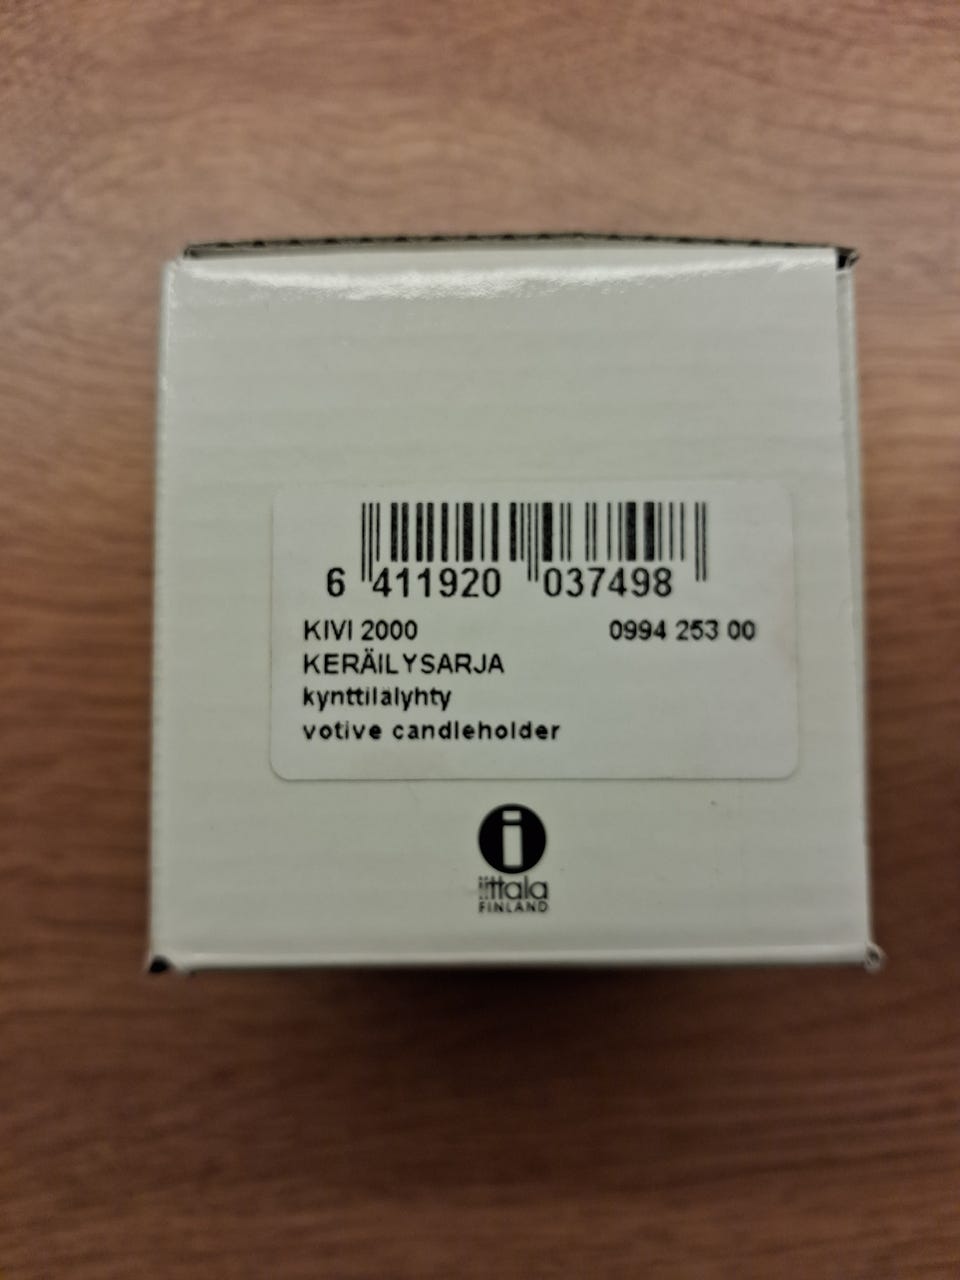 6 411920 037498
KIVI 2000 0994 253 00
KERÄILYSARJA
kynttilälyhty
votive candleholder
i
iittala
FINLAND